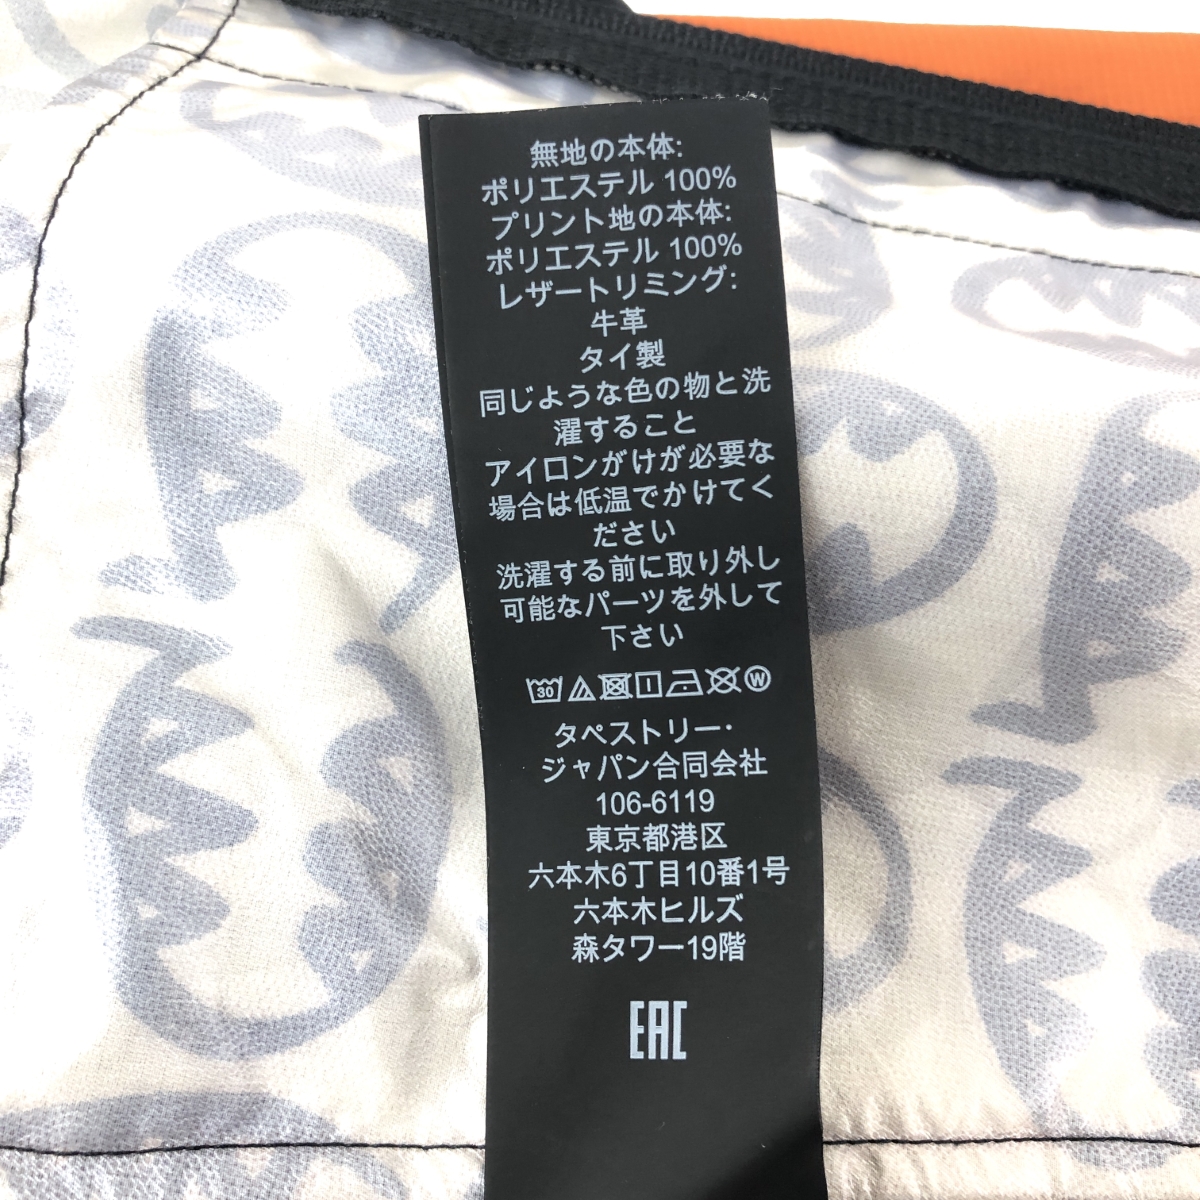 無地の本体:
ポリエステル 100%
プリント地の本体:
ポリエステル 100%
レザートリミング:
牛革
タイ製
同じような色の物と洗
濯すること
アイロンがけが必要な
場合は低温でかけてく
ださい
洗濯する前に取り外し
可能なパーツを外して
下さい
30 W
タペストリー・
ジャパン合同会社
106-6119
東京都港区
六本木6丁目10番1号
六本木ヒルズ
森タワー19階
EAC